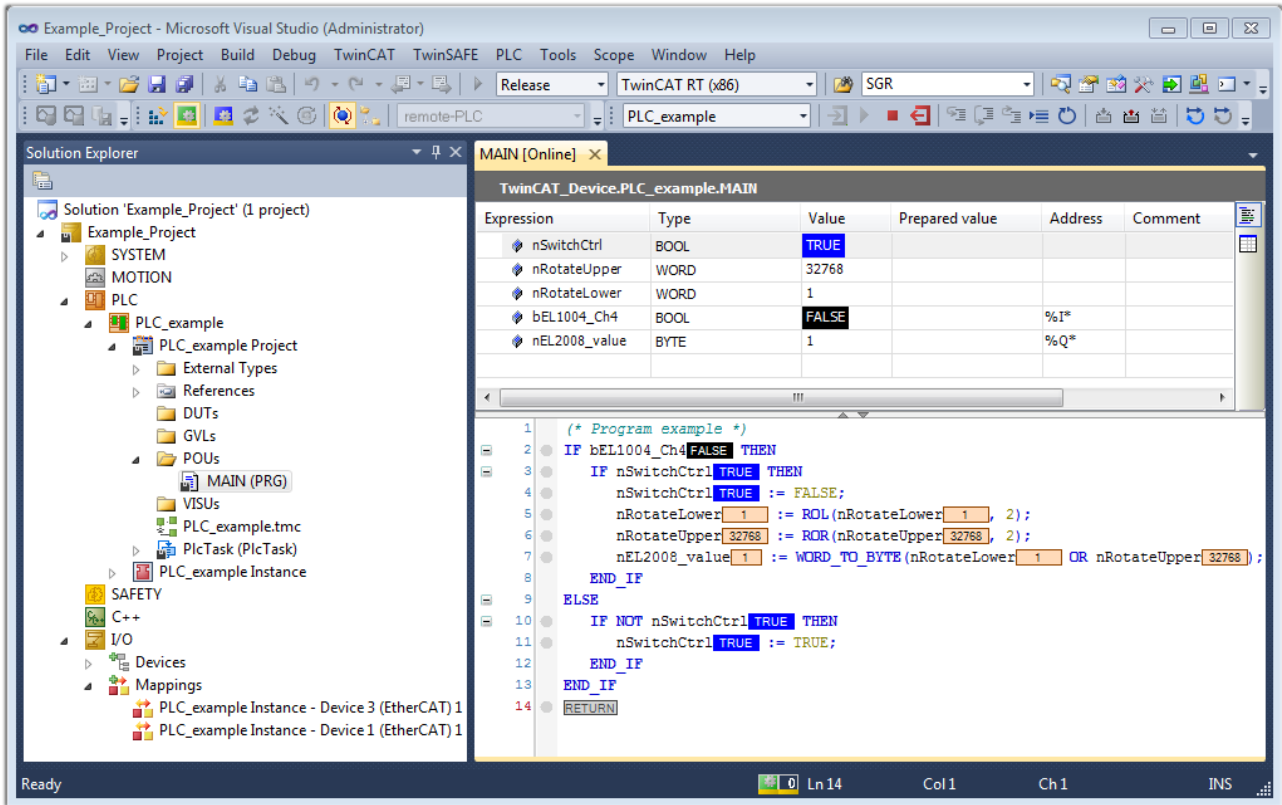 Example_Project - Microsoft Visual Studio (Administrator)
File Edit View Project Build Debug TwinCAT TwinSAFE PLC Tools Scope Window Help
Release TwinCAT RT (x86) SGR
remote-PLC PLC_example
Solution Explorer
Solution 'Example_Project' (1 project)
Example_Project
SYSTEM
MOTION
PLC
PLC_example
PLC_example Project
External Types
References
DUTs
GVLs
POUs
MAIN (PRG)
VISUs
PLC_example.tmc
PlcTask (PlcTask)
PLC_example Instance
SAFETY
C++
I/O
Devices
Mappings
PLC_example Instance - Device 3 (EtherCAT) 1
PLC_example Instance - Device 1 (EtherCAT) 1
MAIN [Online]
TwinCAT_Device.PLC_example.MAIN
Expression Type Value Prepared value Address Comment
nSwitchCtrl BOOL TRUE
nRotateUpper WORD 32768
nRotateLower WORD 1
bEL1004_Ch4 BOOL FALSE %I*
nEL2008_value BYTE 1 %Q*
1 (* Program example *)
2 IF bEL1004_Ch4 FALSE THEN
3 IF nSwitchCtrl TRUE THEN
4 nSwitchCtrl TRUE := FALSE;
5 nRotateLower 1 := ROL(nRotateLower 1 , 2);
6 nRotateUpper 32768 := ROR(nRotateUpper 32768 , 2);
7 nEL2008_value 1 := WORD_TO_BYTE(nRotateLower 1 OR nRotateUpper 32768 );
8 END_IF
9 ELSE
10 IF NOT nSwitchCtrl TRUE THEN
11 nSwitchCtrl TRUE := TRUE;
12 END_IF
13 END_IF
14 RETURN
Ready 0 Ln 14 Col 1 Ch 1 INS